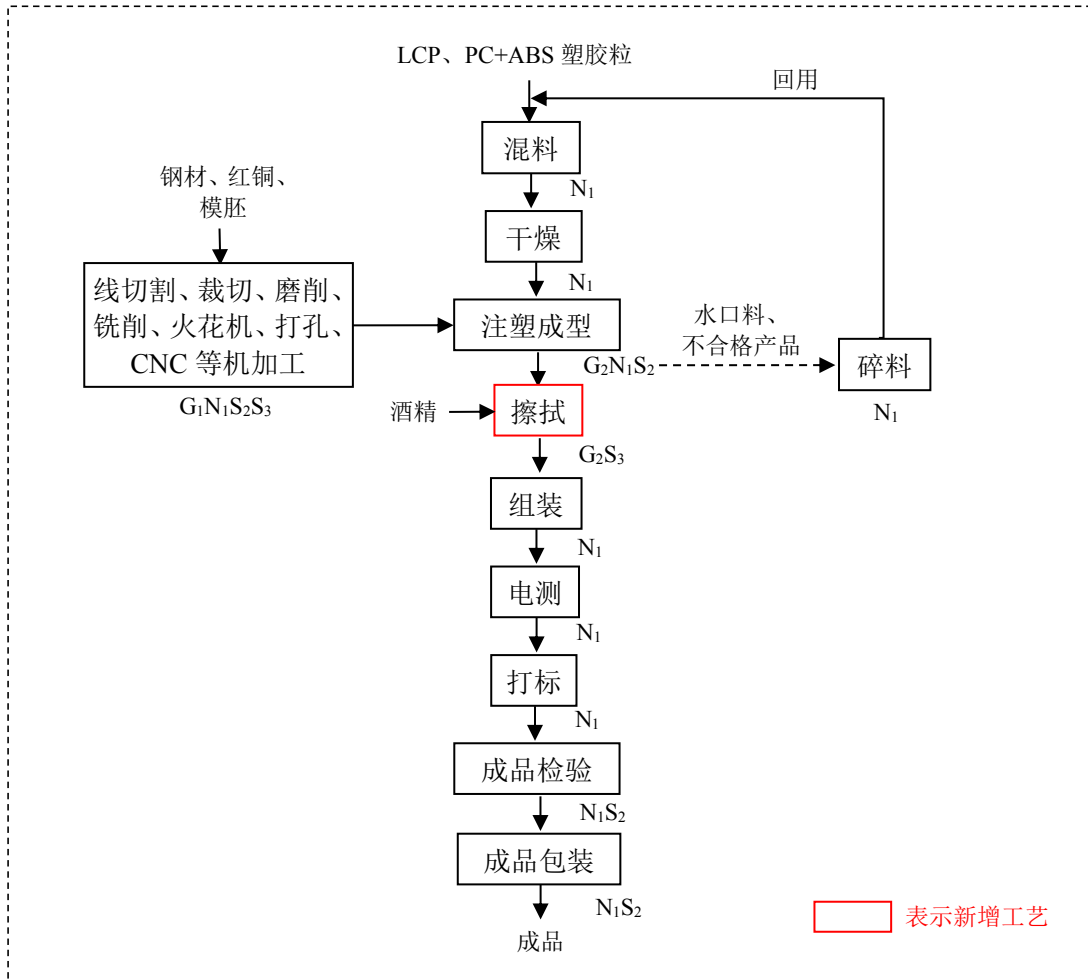 LCP、PC+ABS 塑胶粒
回用
混料
N₁
钢材、红铜、
模胚
干燥
N₁
线切割、裁切、磨削、
铣削、火花机、打孔、
CNC 等机加工
G₁N₁S₂S₃
注塑成型
G₂N₁S₂
水口料、
不合格产品
碎料
N₁
酒精
擦拭
G₂S₃
组装
N₁
电测
N₁
打标
N₁
成品检验
N₁S₂
成品包装
N₁S₂
成品
表示新增工艺